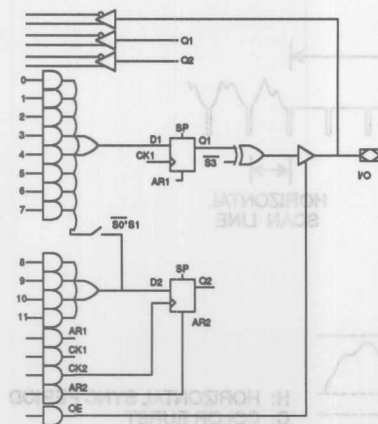 Q1
Q2
0
1
2
3
4
5
6
7
D1
SP
Q1
CK1
AR1
S3
I/O
HORIZONTAL
SCAN LINE
S0*S1
8
9
10
11
D2
SP
Q2
AR2
AR1
CK1
CK2
AR2
OE
H: HORIZONTAL SYNC PERIOD
C: COLOR BURST